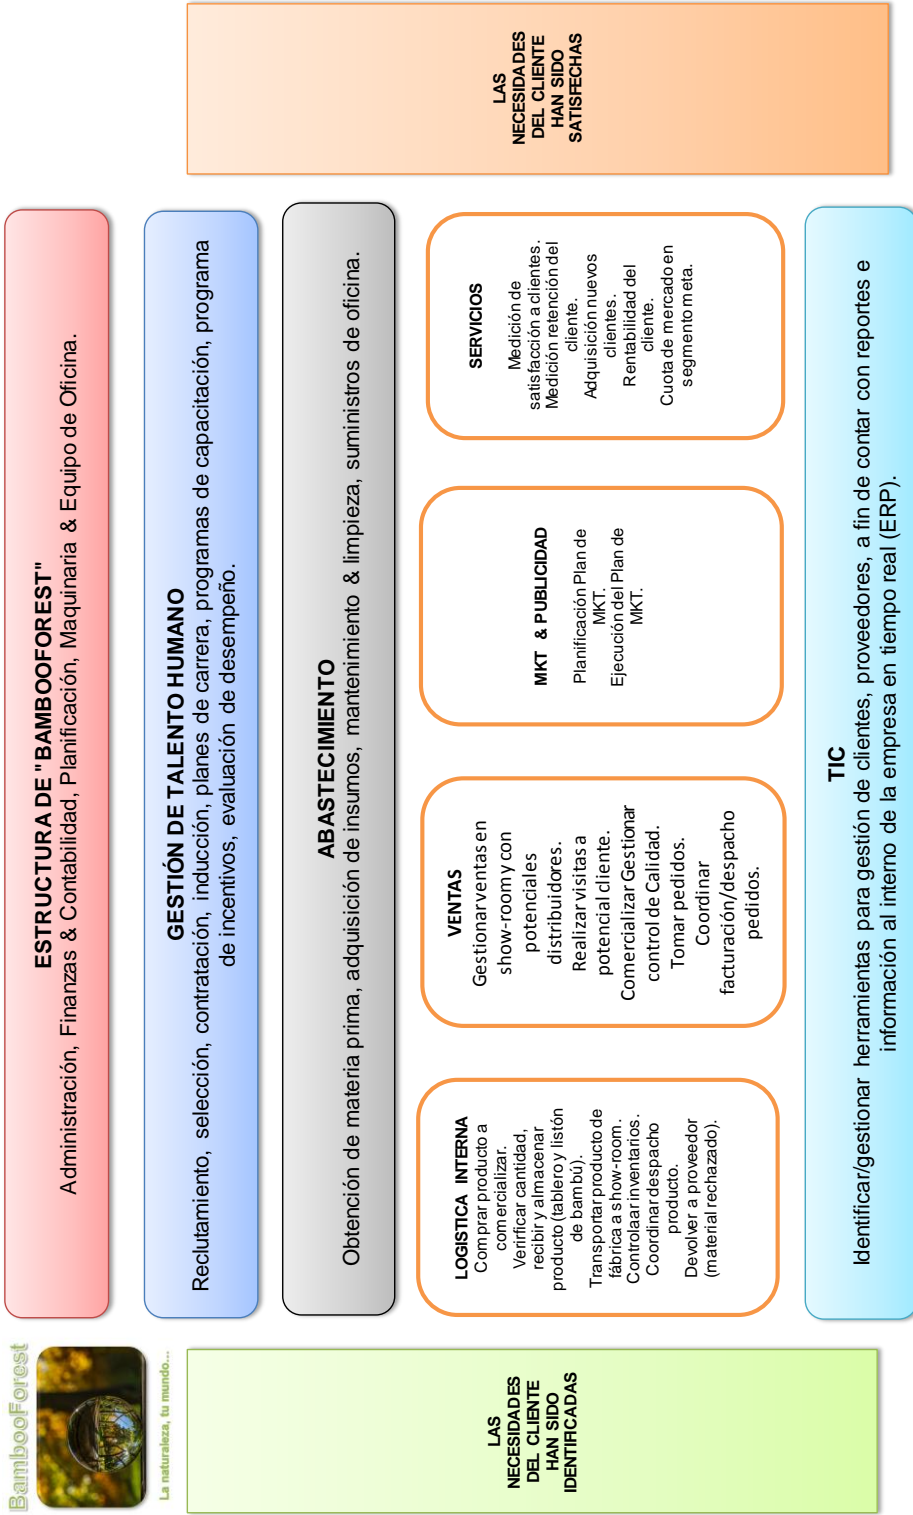 BambooForest
La naturaleza, tu mundo...
ESTRUCTURA DE "BAMBOOFOREST"
Administración, Finanzas & Contabilidad, Planificación, Maquinaria & Equipo de Oficina.
GESTIÓN DE TALENTO HUMANO
Reclutamiento, selección, contratación, inducción, planes de carrera, programas de capacitación, programa
de incentivos, evaluación de desempeño.
ABASTECIMIENTO
Obtención de materia prima, adquisición de insumos, mantenimiento & limpieza, suministros de oficina.
LAS
NECESIDADES
DEL CLIENTE
HAN SIDO
IDENTIFRCADAS
LOGISTICA INTERNA
Comprar producto a
comercializar.
Verirficar cantidad,
recibir y almacenar
producto (tablero y listón
de bambú).
Transportar producto de
fábrica a show-room.
Controlaar inventarios.
Coordinar despacho
producto.
Devolver a proveedor
(material rechazado).
VENTAS
Gestionar ventas en
show-room y con
potenciales
distribuidores.
Realizar visitas a
potencial cliente.
Comercializar Gestionar
control de Calidad.
Tomar pedidos.
Coordinar
facturación/despacho
pedidos.
MKT & PUBLICIDAD
Planificación Plan de
MKT.
Ejecución del Plan de
MKT.
SERVICIOS
Medición de
satisfacción a clientes.
Medición retención del
cliente.
Adquisición nuevos
clientes.
Rentabilidad del
cliente.
Cuota de mercado en
segmento meta.
LAS
NECESIDADES
DEL CLIENTE
HAN SIDO
SATISFECHAS
TIC
Identificar/gestionar herramientas para gestión de clientes, proveedores, a fin de contar con reportes e
información al interno de la empresa en tiempo real (ERP).